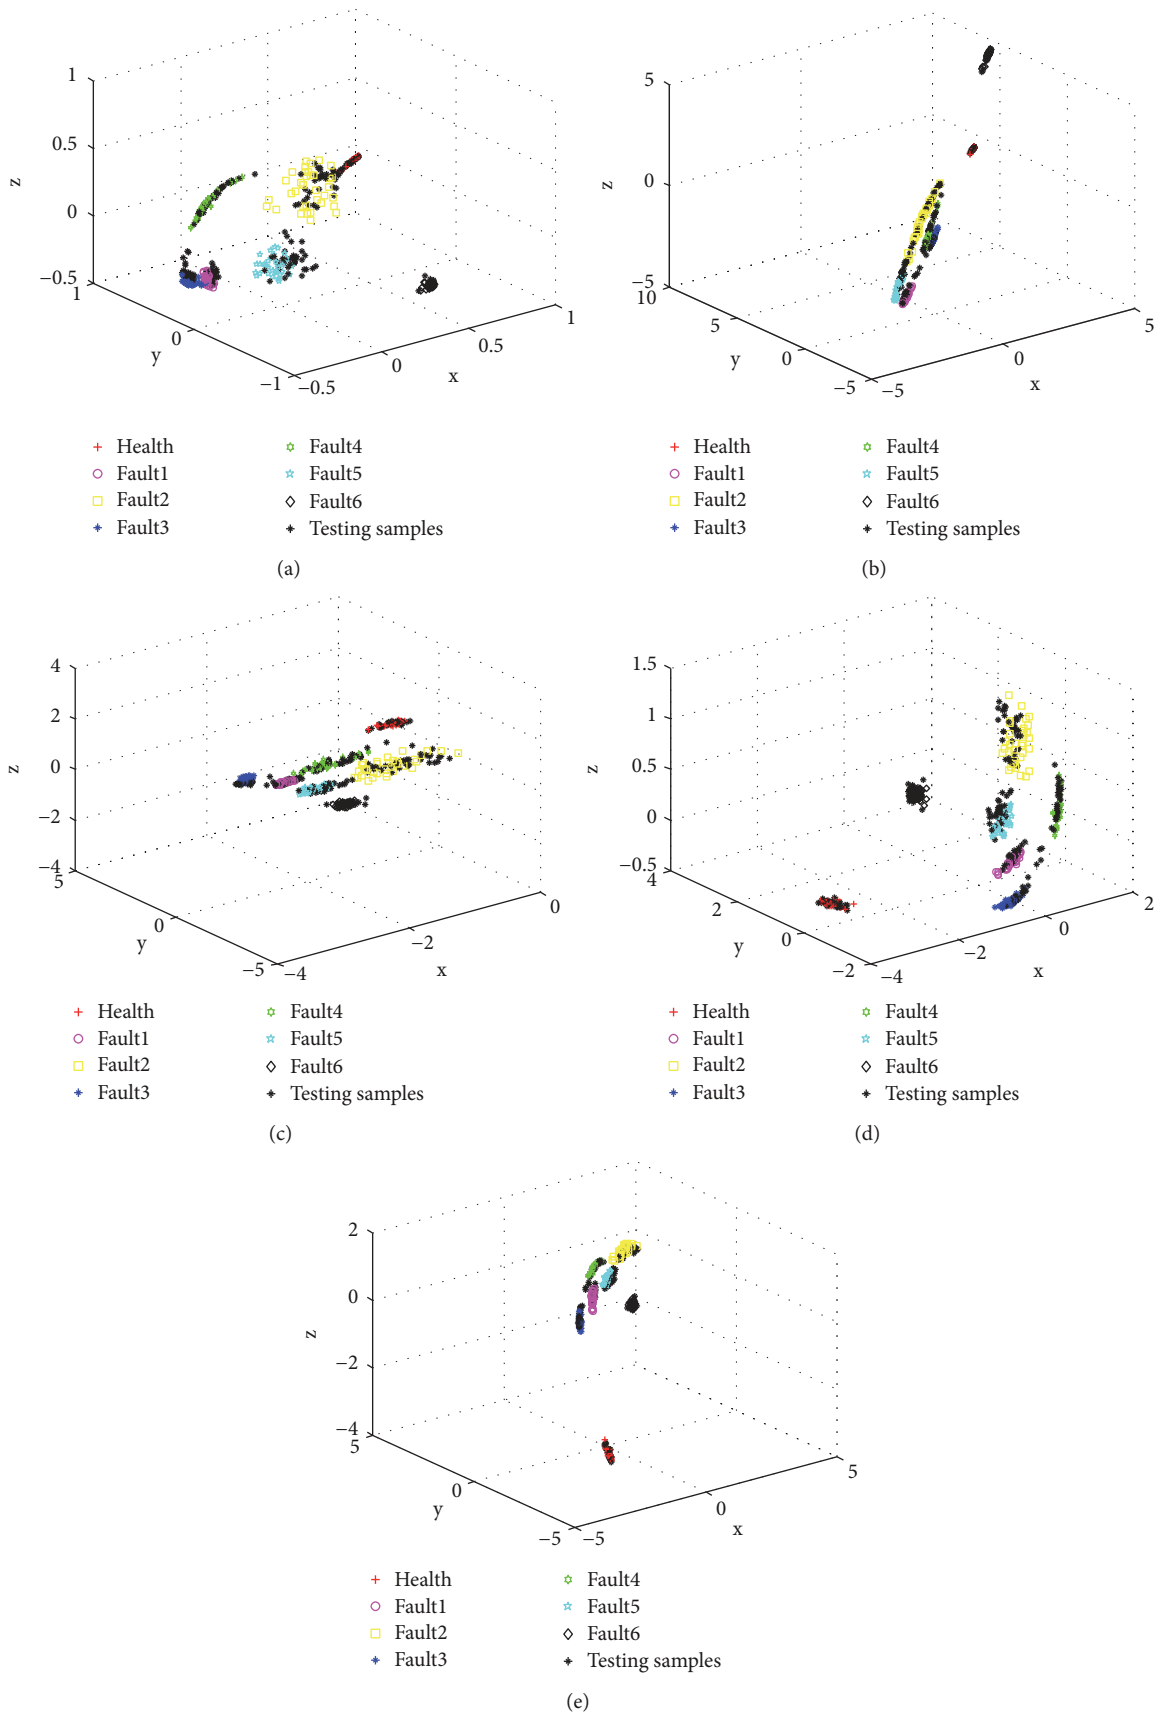 1
0.5
z
0
−0.5
1
0
y
−1
−0.5
0
x
0.5
1
Health
Fault1
Fault2
Fault3
Fault4
Fault5
Fault6
Testing samples
(a)
5
z
0
−5
10
5
y
0
−5
−5
0
x
5
Health
Fault1
Fault2
Fault3
Fault4
Fault5
Fault6
Testing samples
(b)
4
2
z
0
−2
−4
5
0
y
−5
−4
−2
x
0
Health
Fault1
Fault2
Fault3
Fault4
Fault5
Fault6
Testing samples
(c)
1.5
1
0.5
z
0
−0.5
4
2
y
0
−2
−4
−2
x
0
2
Health
Fault1
Fault2
Fault3
Fault4
Fault5
Fault6
Testing samples
(d)
2
0
z
−2
−4
5
0
y
−5
−5
0
x
5
Health
Fault1
Fault2
Fault3
Fault4
Fault5
Fault6
Testing samples
(e)